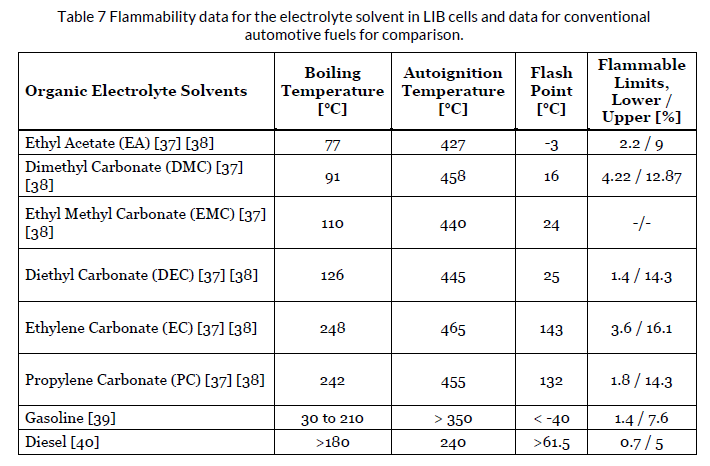 Table 7 Flammability data for the electrolyte solvent in LIB cells and data for conventional
automotive fuels for comparison.
Organic Electrolyte Solvents
Boiling
Temperature
[°C]
Autoignition
Temperature
[°C]
Flash
Point
[°C]
Flammable
Limits,
Lower /
Upper [%]
Ethyl Acetate (EA) [37] [38] 77 427 -3 2.2 / 9
Dimethyl Carbonate (DMC) [37]
[38] 91 458 16 4.22 / 12.87
Ethyl Methyl Carbonate (EMC) [37]
[38] 110 440 24 -/-
Diethyl Carbonate (DEC) [37] [38] 126 445 25 1.4 / 14.3
Ethylene Carbonate (EC) [37] [38] 248 465 143 3.6 / 16.1
Propylene Carbonate (PC) [37] [38] 242 455 132 1.8 / 14.3
Gasoline [39] 30 to 210 > 350 < -40 1.4 / 7.6
Diesel [40] >180 240 >61.5 0.7 / 5